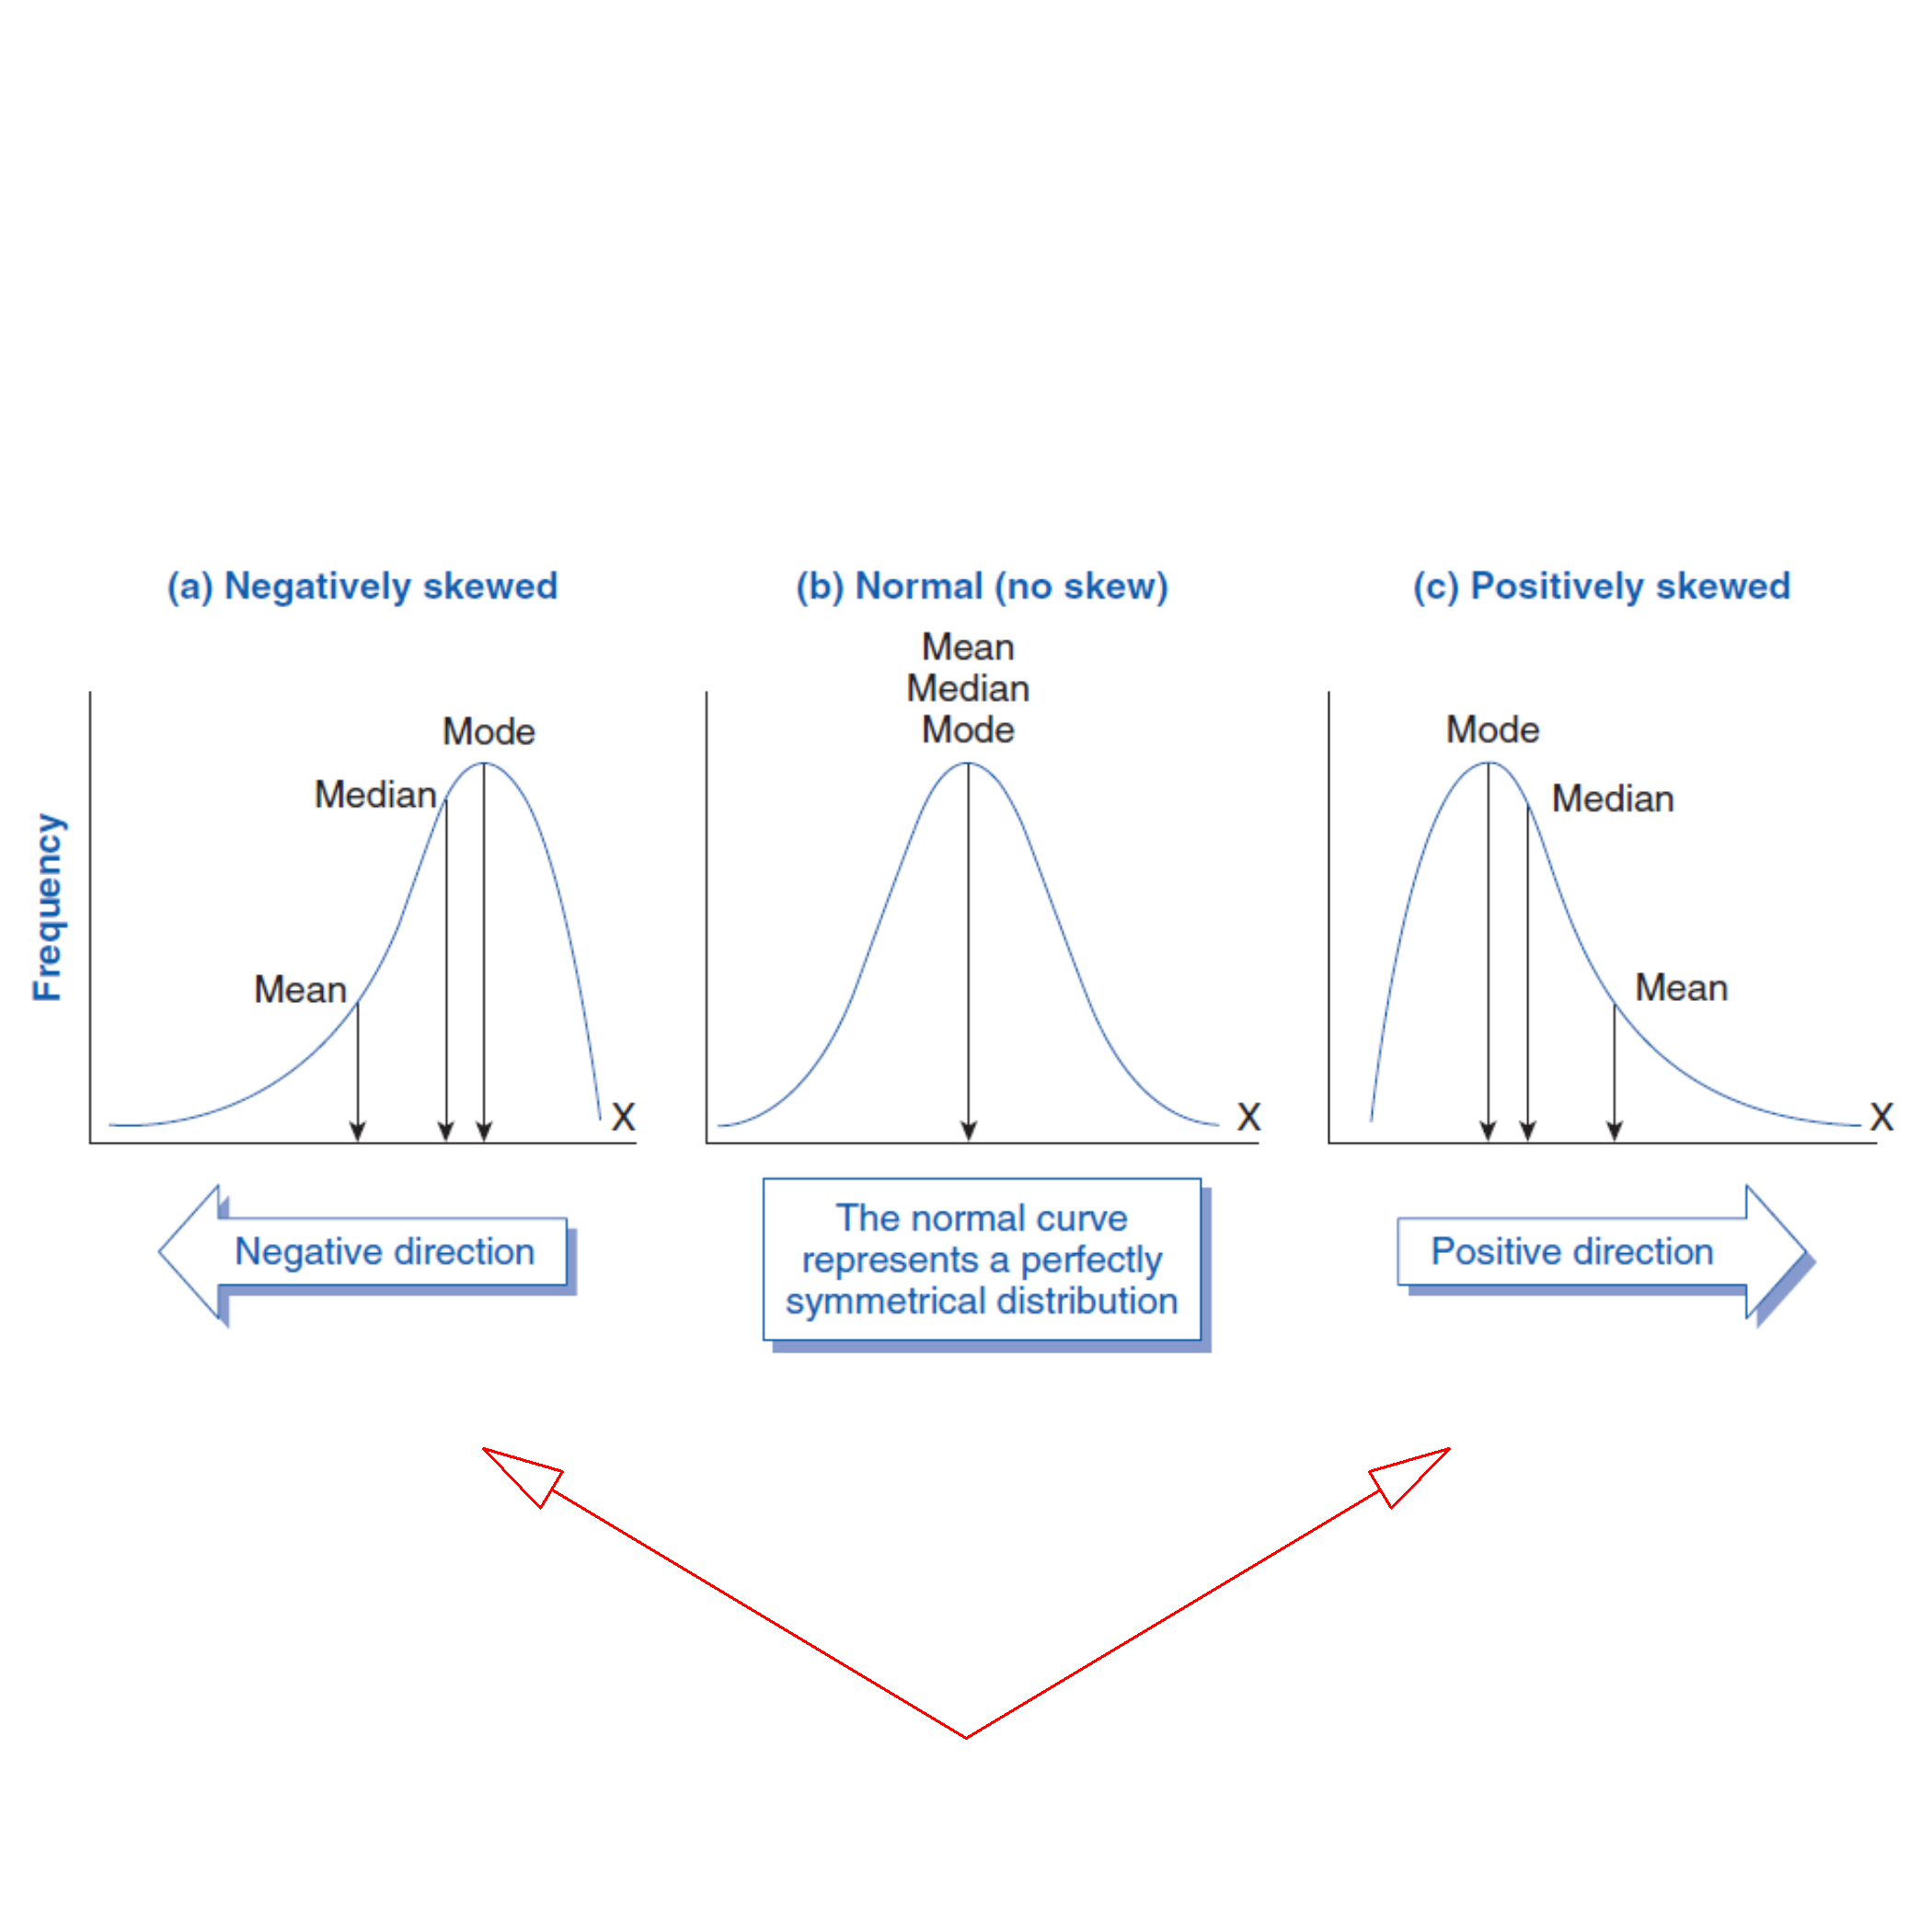 (a) Negatively skewed
(b) Normal (no skew)
(c) Positively skewed
Frequency
Mode
Median
Mean
X
Mean
Median
Mode
X
Mode
Median
Mean
X
Negative direction
The normal curve
represents a perfectly
symmetrical distribution
Positive direction